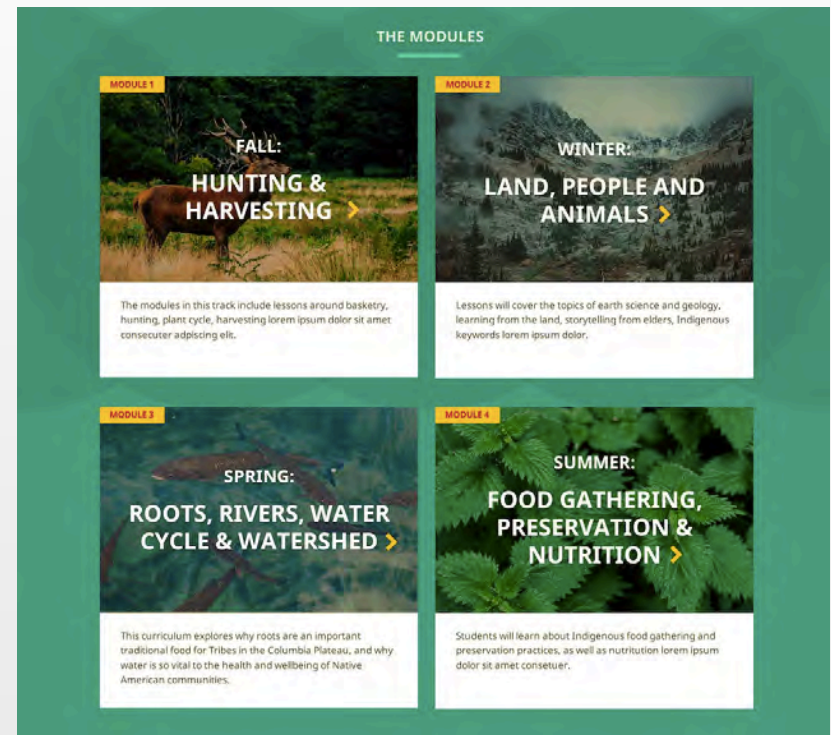 THE MODULES
MODULE 1
FALL:
HUNTING &
HARVESTING
The modules in this track include lessons around basketry,
hunting, plant cycle, harvesting lorem ipsum dolor sit amet
consecuter adpiscing elit.
MODULE 2
WINTER:
LAND, PEOPLE AND
ANIMALS
Lessons will cover the topics of earth science and geology,
learning from the land, storytelling from elders, Indigenous
keywords lorem ipsum dolor.
MODULE 3
SPRING:
ROOTS, RIVERS, WATER
CYCLE & WATERSHED
This curriculum explores why roots are an important
traditional food for Tribes in the Columbia Plateau, and why
water is so vital to the health and wellbeing of Native
American communities.
MODULE 4
SUMMER:
FOOD GATHERING,
PRESERVATION &
NUTRITION
Students will learn about Indigenous food gathering and
preservation practices, as well as nutritution lorem ipsum
dolor sit amet consetuer.